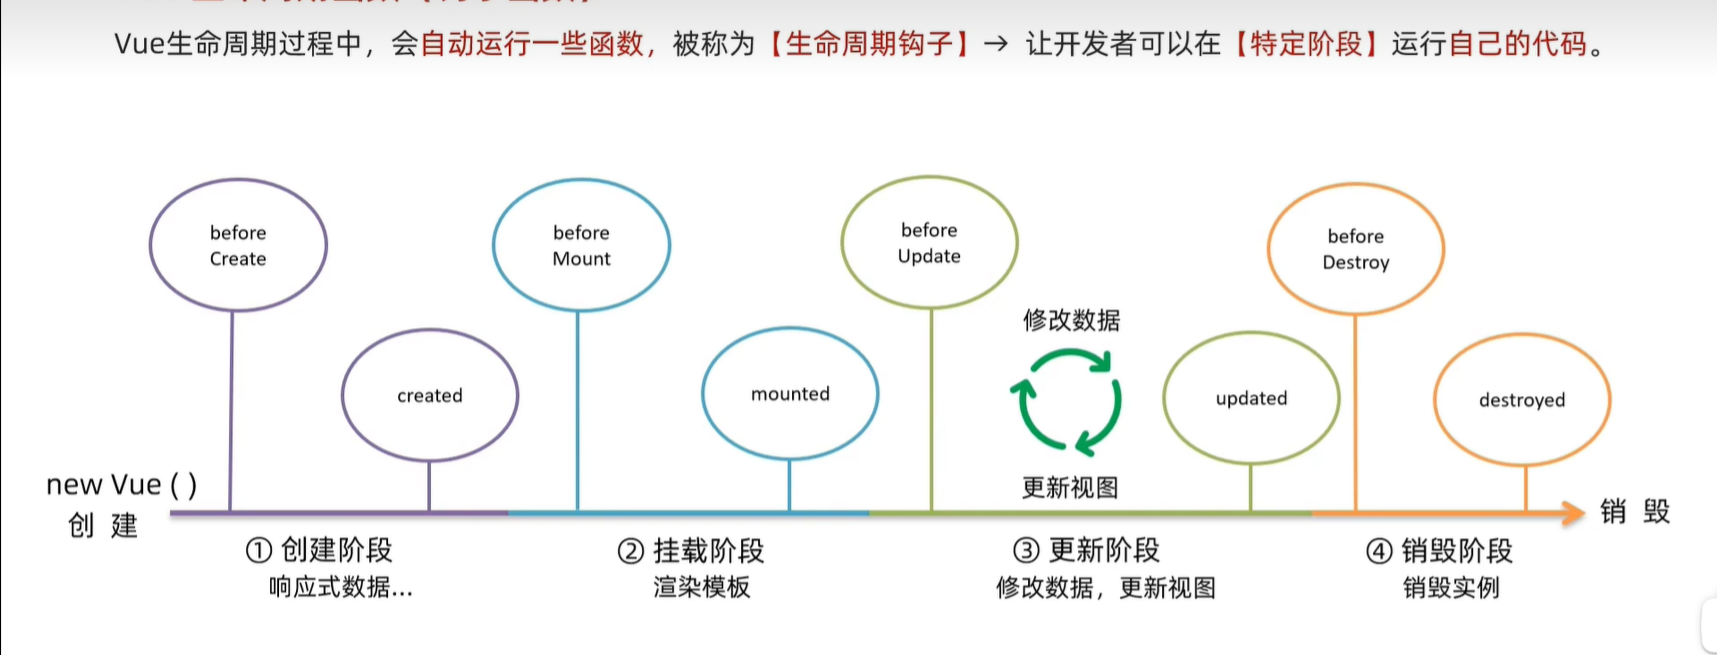 Vue生命周期过程中，会自动运行一些函数，被称为【生命周期钩子】→ 让开发者可以在【特定阶段】运行自己的代码。
before
Create
before
Mount
before
Update
before
Destroy
修改数据
created
mounted
updated
destroyed
更新视图
new Vue ( )
创 建
销 毁
① 创建阶段
响应式数据...
② 挂载阶段
渲染模板
③ 更新阶段
修改数据，更新视图
④ 销毁阶段
销毁实例